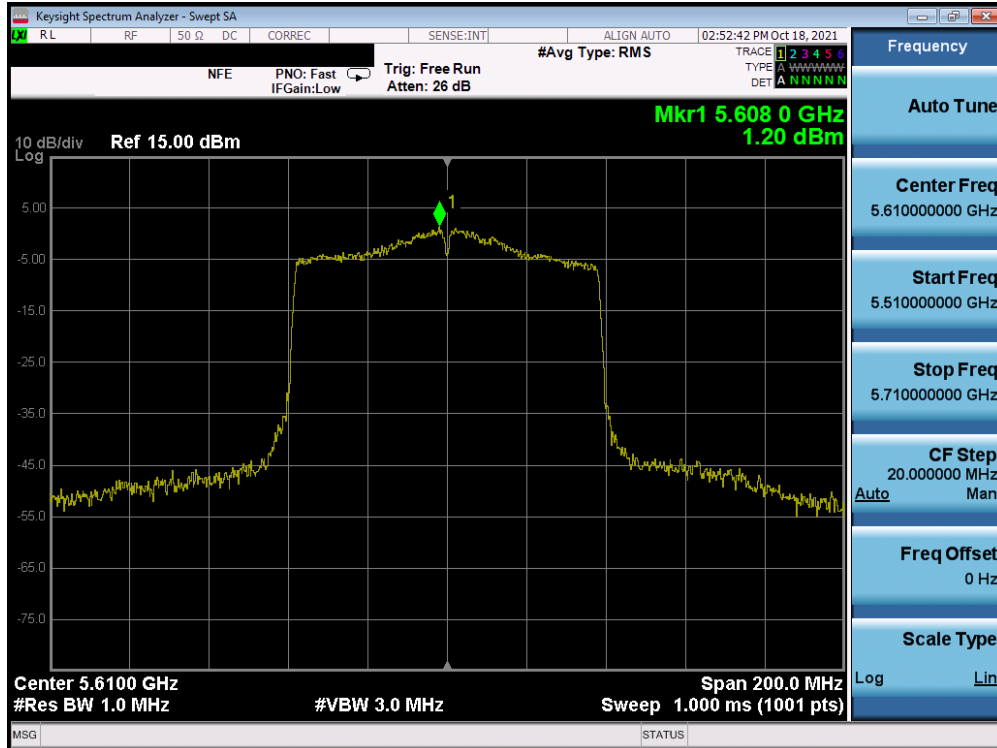 Keysight Spectrum Analyzer - Swept SA
LXI RL RF 50 Ω DC CORREC SENSE:INT ALIGN AUTO 02:52:42 PM Oct 18, 2021
NFE PNO: Fast Trig: Free Run #Avg Type: RMS TRACE 1 2 3 4 5 6
IFGain:Low Atten: 26 dB TYPE A WWWWW
DET A N N N N N
Mkr1 5.608 0 GHz
1.20 dBm
10 dB/div Ref 15.00 dBm
Log
1
5.00
-5.00
-15.0
-25.0
-35.0
-45.0
-55.0
-65.0
-75.0
Center 5.6100 GHz Span 200.0 MHz
#Res BW 1.0 MHz #VBW 3.0 MHz Sweep 1.000 ms (1001 pts)
MSG STATUS
Frequency
Auto Tune
Center Freq
5.610000000 GHz
Start Freq
5.510000000 GHz
Stop Freq
5.710000000 GHz
CF Step
20.000000 MHz
Auto Man
Freq Offset
0 Hz
Scale Type
Log Lin